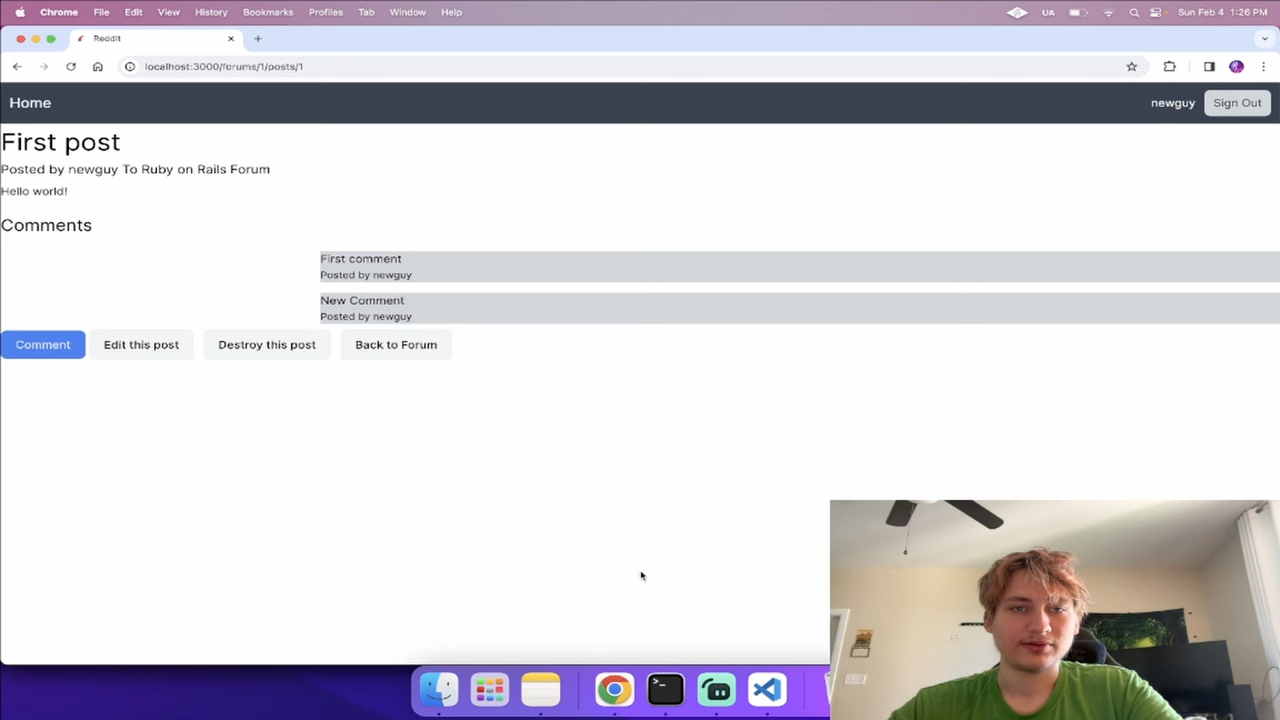 Chrome File Edit View History Bookmarks Profiles Tab Window Help UA Sun Feb 4 1:26 PM
Reddit
localhost:3000/forums/1/posts/1
Home newguy Sign Out
First post
Posted by newguy To Ruby on Rails Forum
Hello world!
Comments
First comment
Posted by newguy
New Comment
Posted by newguy
Comment Edit this post Destroy this post Back to Forum